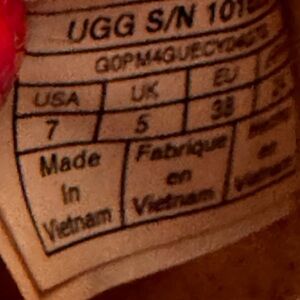 UGG S/N 101
USA UK EU
7 5 38
Made Fabrique
in en
Vietnam Vietnam